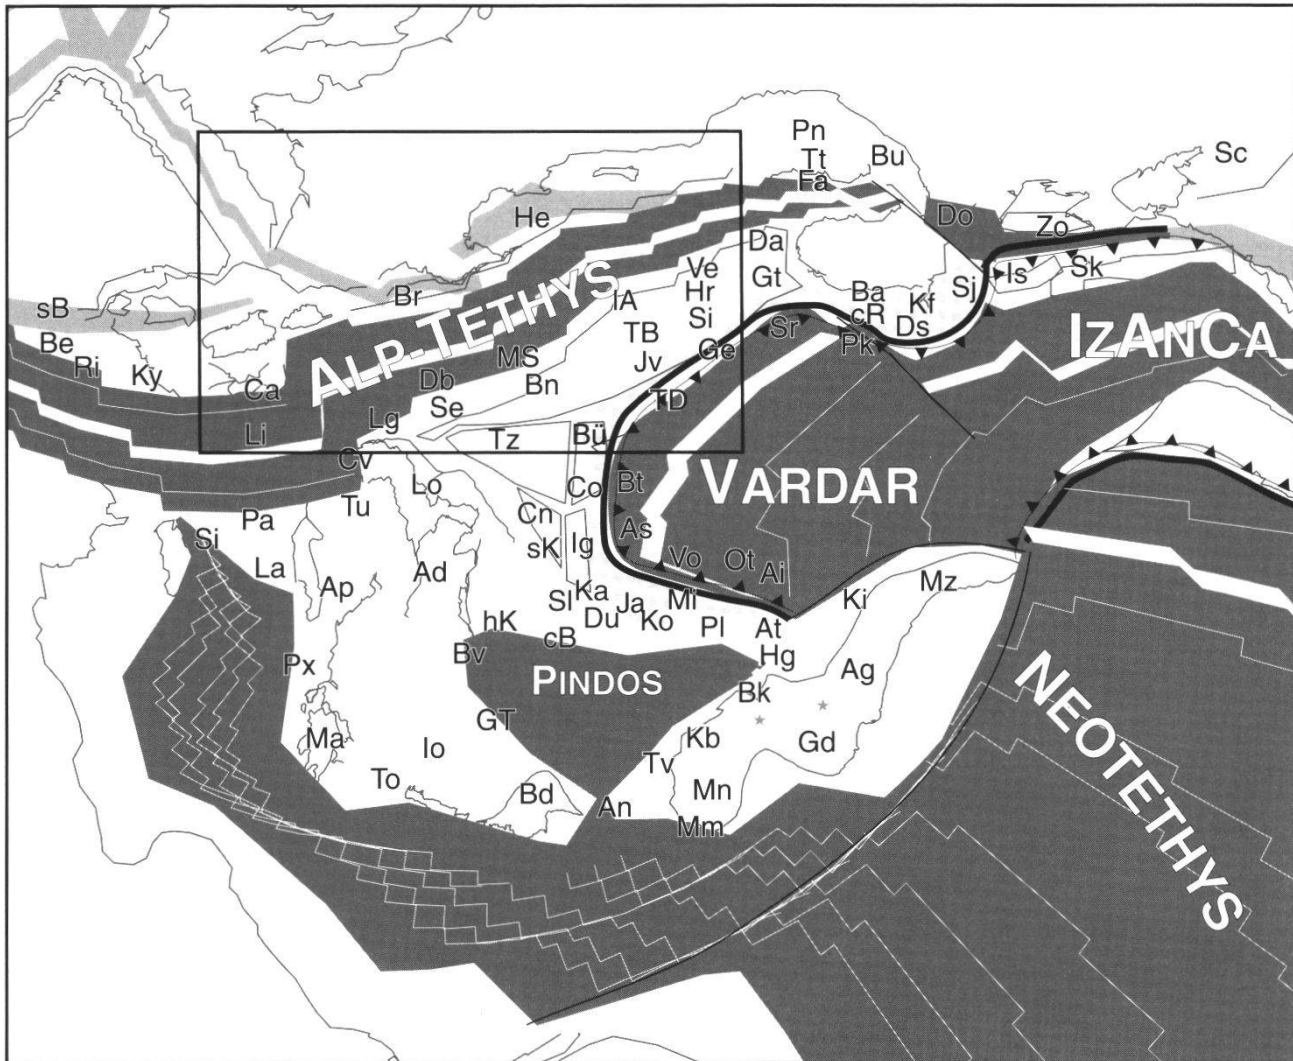 Pn
Tt
Bu
Sc
Fa
He
Do
Zo
Da
Ve
Gt
Hr
Sj
Is
Sk
sB
Br
IA
Si
Ba
Kf
cR
Ds
Be
TB
Sr
IZANCA
Ri
Ky
ALP-TETHYS
MS
Jv
Ge
Pk
Ca
Db
Bn
Se
TD
Li
Lg
Tz
Bü
Cv
Lo
Co
Bt
VARDAR
Tu
Pa
Cn
As
Si
sK
Ig
Vo
Ot
Ai
La
Ap
Ad
Ka
Mz
Sl
Ja
Mi
Ki
hK
Du
Ko
Pl
At
cB
Bv
Hg
Px
PINDOS
Bk
Ag
GT
Ma
Io
Kb
Gd
NEOTETHYS
To
Tv
Bd
Mn
An
Mm